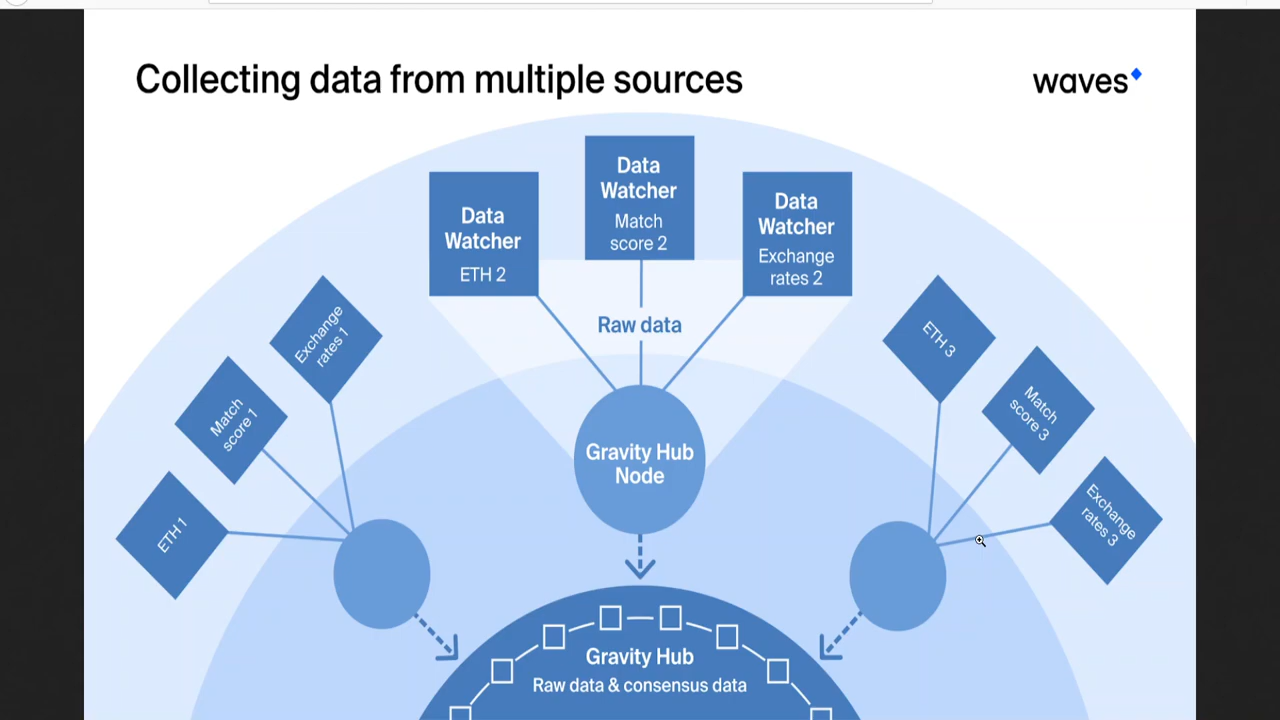 Collecting data from multiple sources
waves
Data
Watcher
ETH 2
Data
Watcher
Match
score 2
Data
Watcher
Exchange
rates 2
Raw data
Exchange
rates 1
Match
score 1
ETH 1
ETH 3
Match
score 3
Exchange
rates 3
Gravity Hub
Node
Gravity Hub
Raw data & consensus data